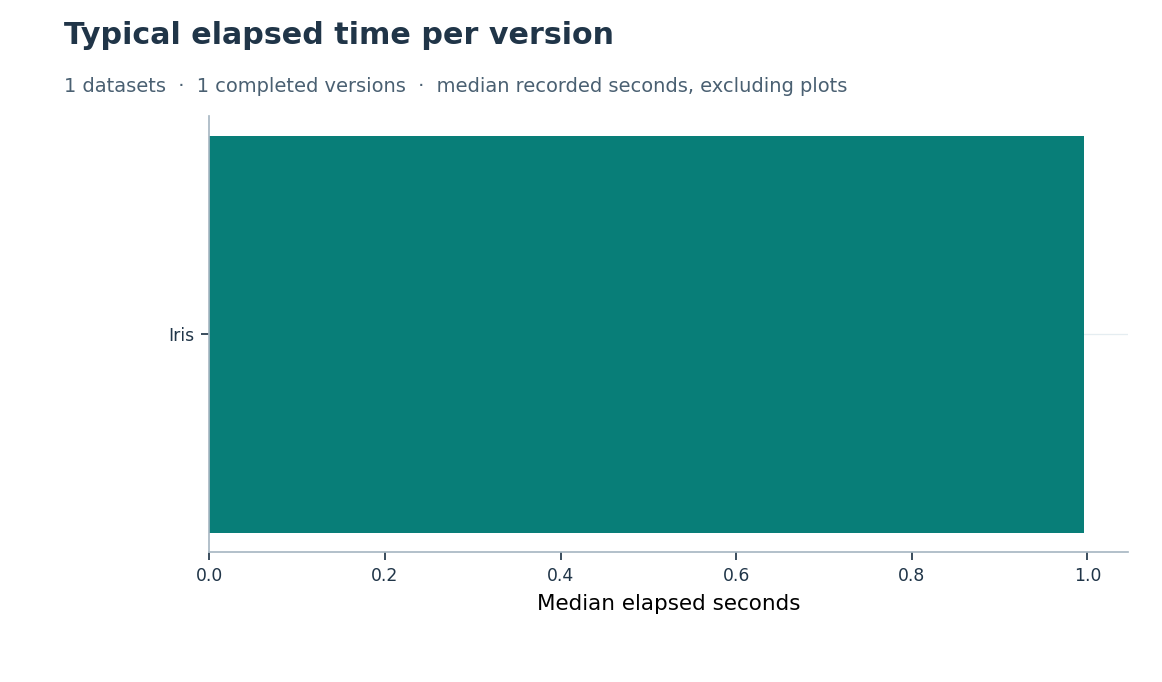 Typical elapsed time per version
1 datasets · 1 completed versions · median recorded seconds, excluding plots
Iris
0.0 0.2 0.4 0.6 0.8 1.0
Median elapsed seconds